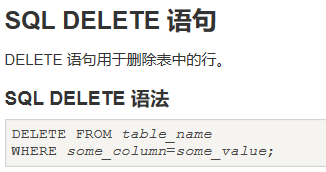 SQL DELETE 语句
DELETE 语句用于删除表中的行。
SQL DELETE 语法
DELETE FROM table_name
WHERE some_column=some_value;